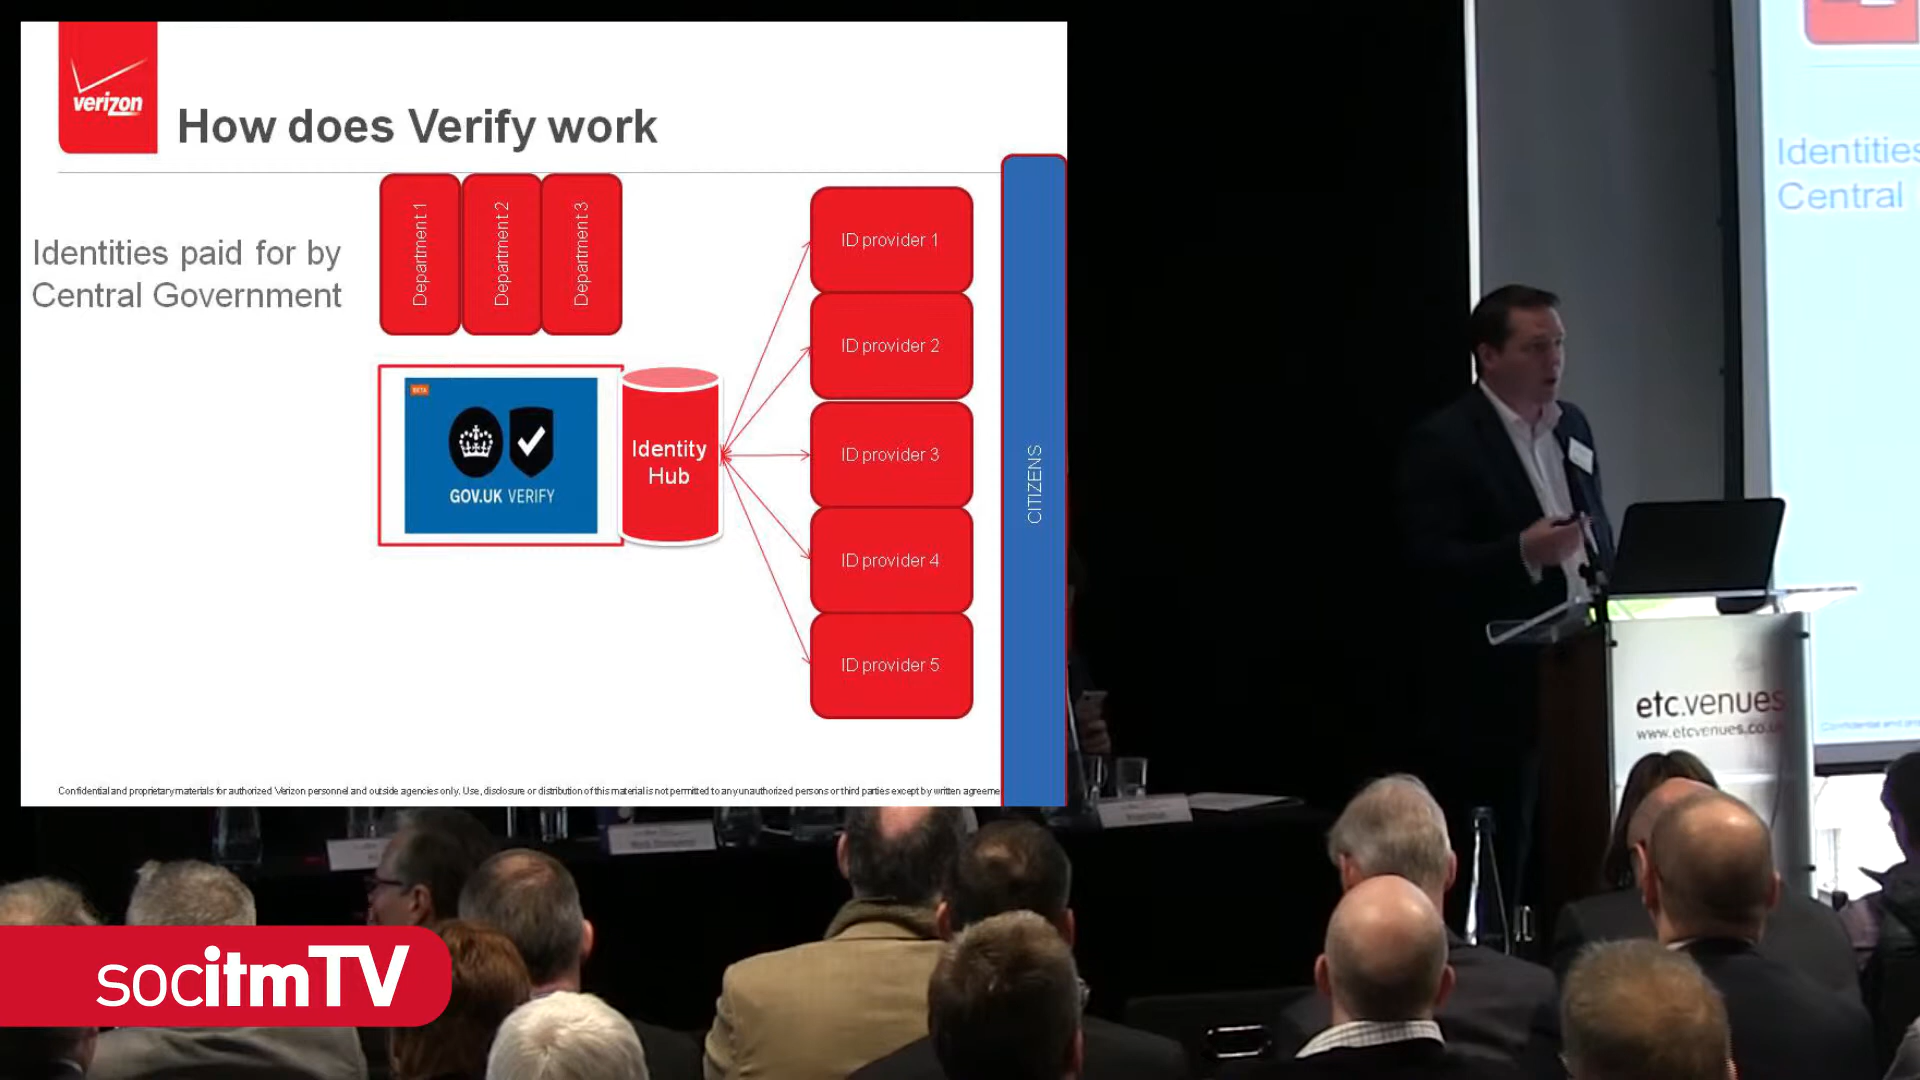 verizon
How does Verify work
Identities paid for by
Central Government
Department 1
Department 2
Department 3
BETA
GOV.UK VERIFY
Identity
Hub
ID provider 1
ID provider 2
ID provider 3
ID provider 4
ID provider 5
CITIZENS
Confidential and proprietary materials for authorized Verizon personnel and outside agencies only. Use, disclosure or distribution of this material is not permitted to any unauthorized persons or third parties except by written agreeme
Identities
Central
etc.venues
www.etcvenues.co.u
socitmTV